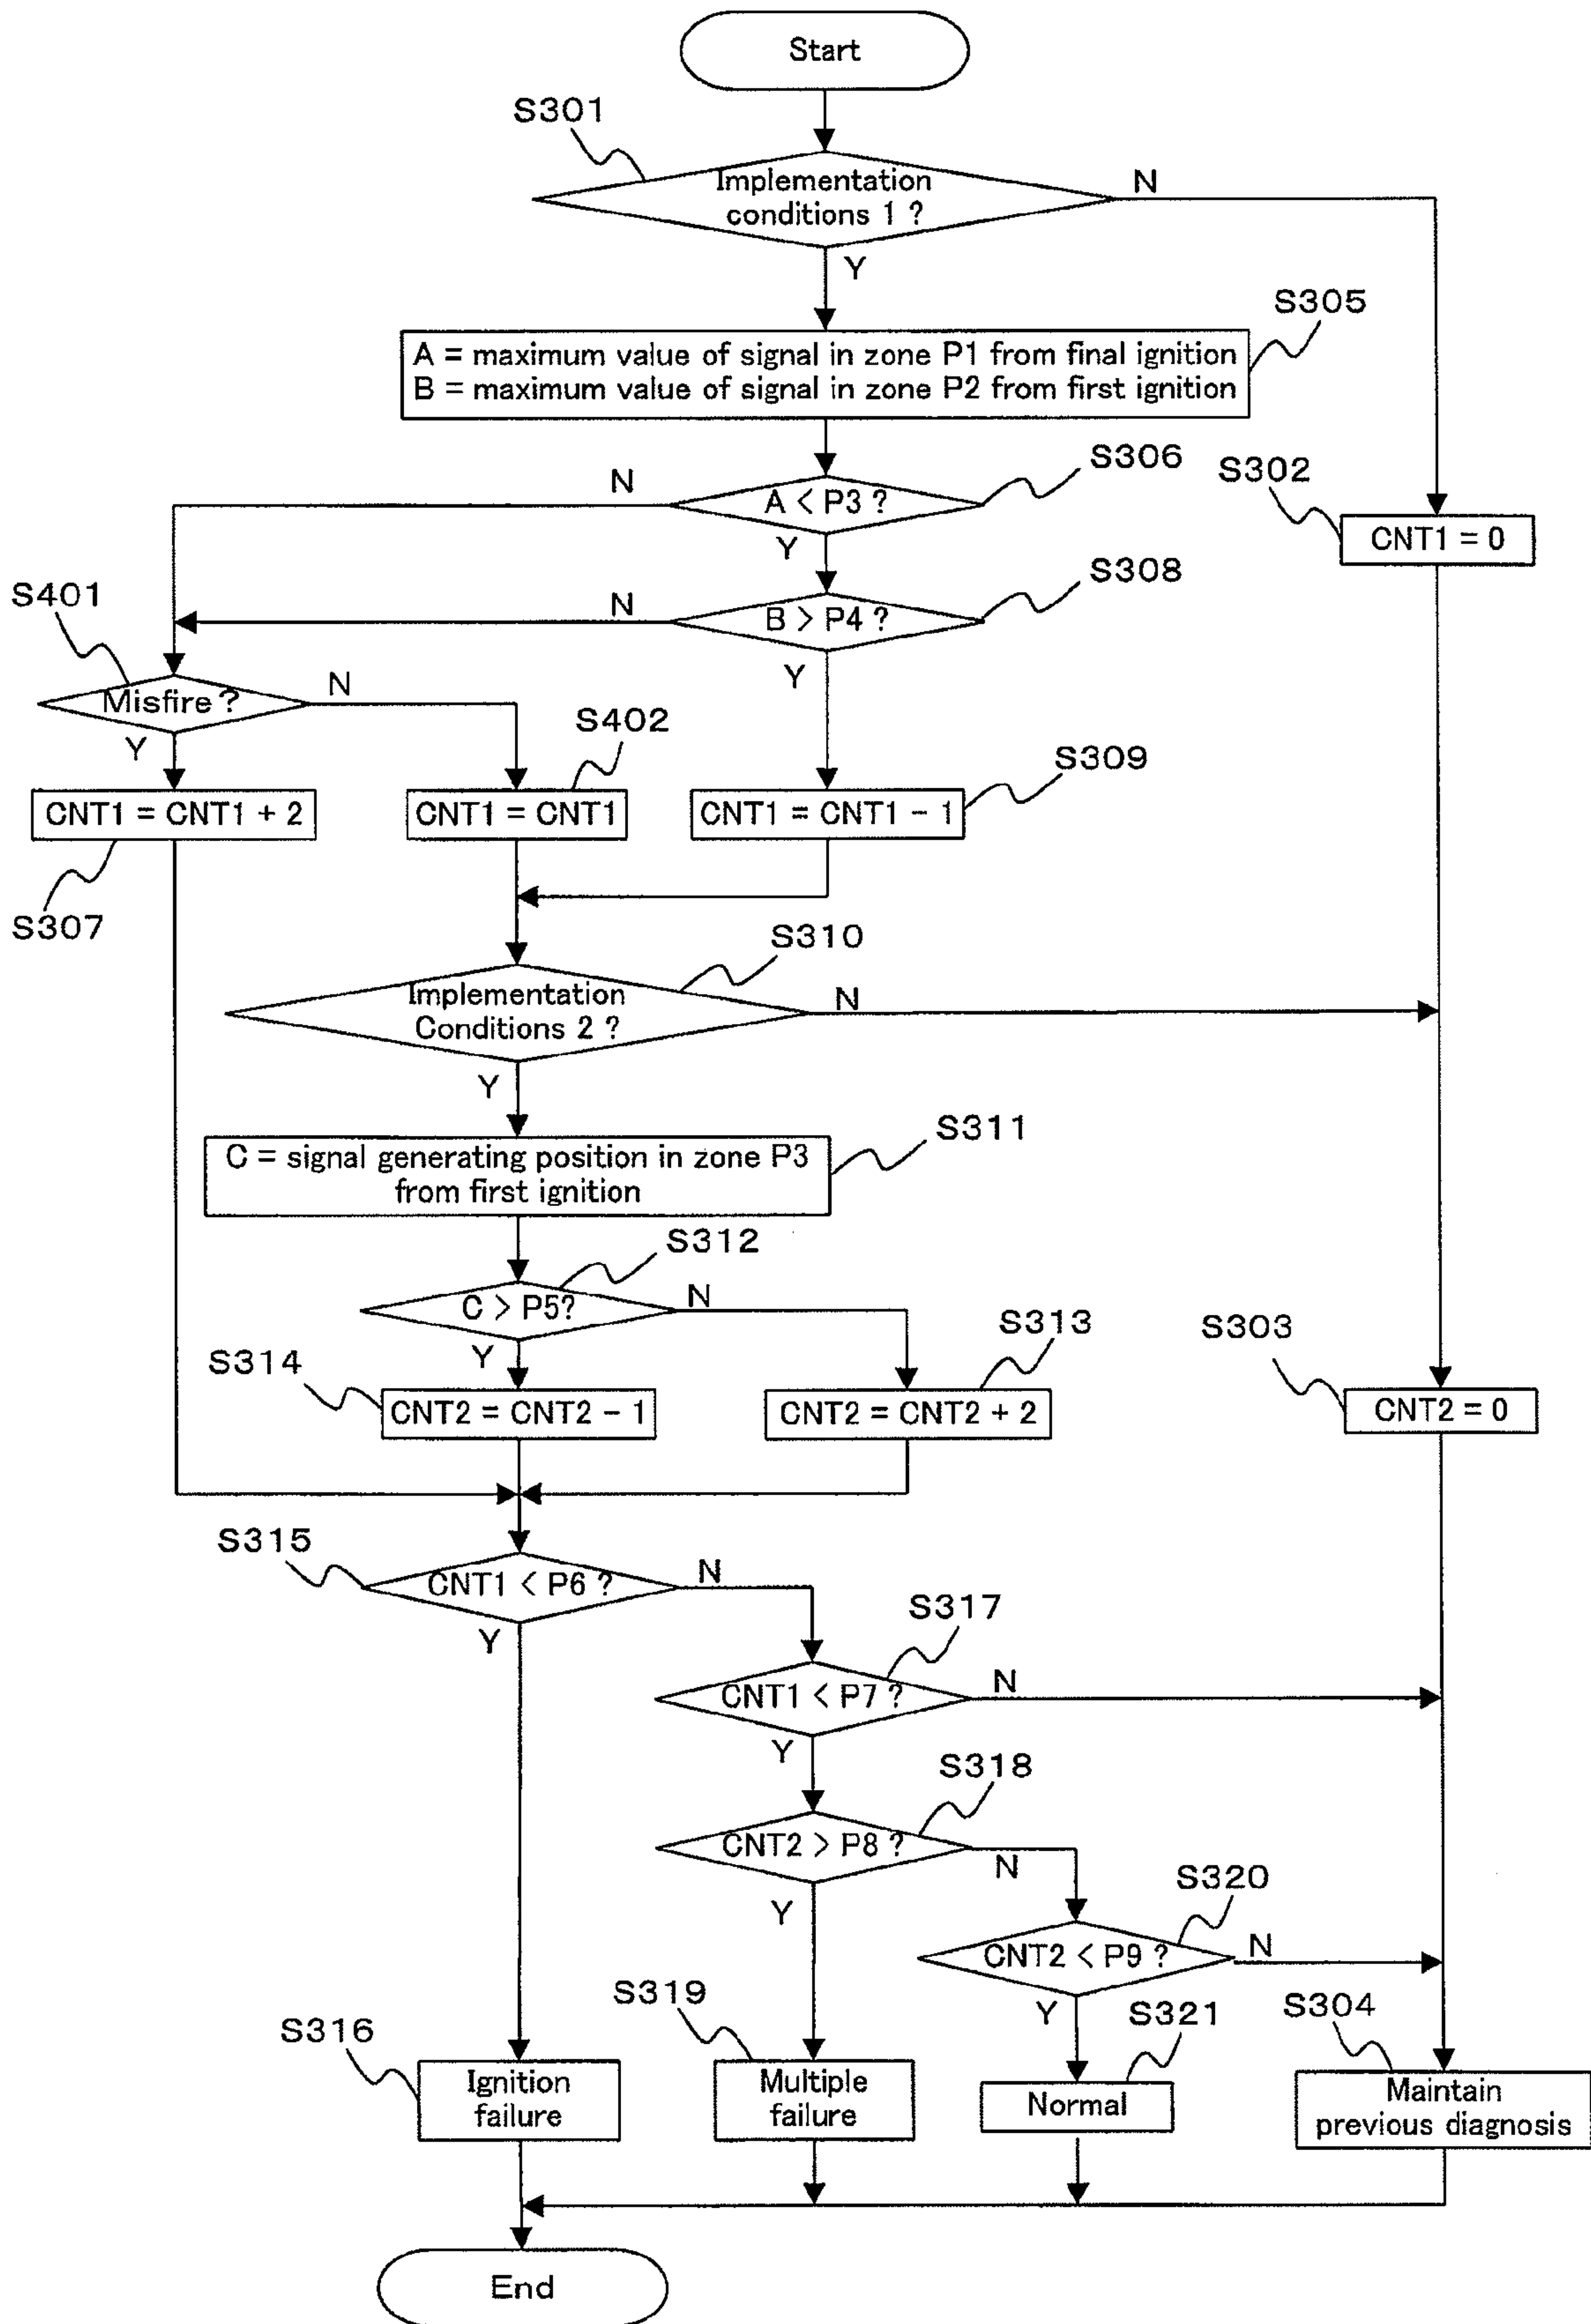 Start
S301
Implementation
conditions 1 ?
N
Y
S305
A = maximum value of signal in zone P1 from final ignition
B = maximum value of signal in zone P2 from first ignition
S306
N
A < P3 ?
Y
S302
CNT1 = 0
S308
N
B > P4 ?
Y
S401
Misfire ?
N
Y
S402
S309
CNT1 = CNT1 + 2
CNT1 = CNT1
CNT1 = CNT1 - 1
S307
S310
Implementation
Conditions 2 ?
N
Y
S311
C = signal generating position in zone P3
from first ignition
S312
C > P5?
N
Y
S313
S303
S314
CNT2 = CNT2 - 1
CNT2 = CNT2 + 2
CNT2 = 0
S315
CNT1 < P6 ?
N
Y
S317
CNT1 < P7 ?
N
Y
S318
CNT2 > P8 ?
N
Y
S320
CNT2 < P9 ?
N
Y
S319
S321
S304
S316
Ignition
failure
Multiple
failure
Normal
Maintain
previous diagnosis
End